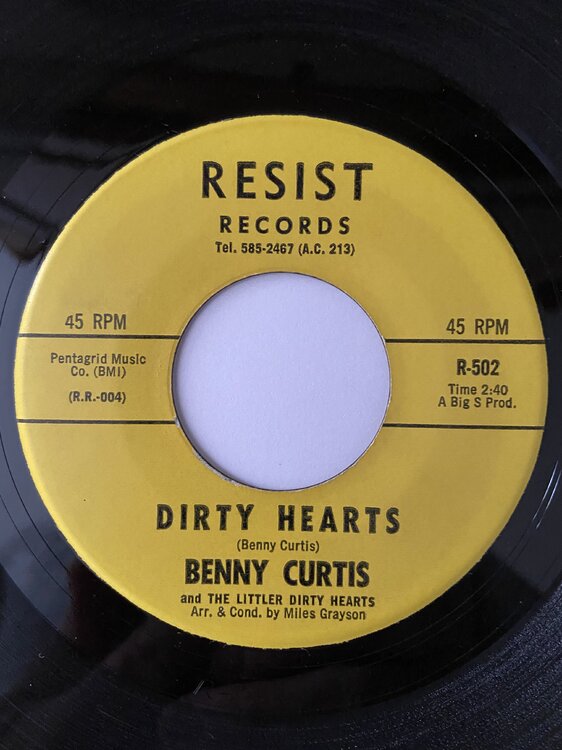 RESIST
RECORDS
Tel. 585-2467 (A.C. 213)
45 RPM
Pentagrid Music
Co. (BMI)
(R.R.-004)
45 RPM
R-502
Time 2:40
A Big S Prod.
DIRTY HEARTS
(Benny Curtis)
BENNY CURTIS
and THE LITTLER DIRTY HEARTS
Arr. & Cond. by Miles Grayson